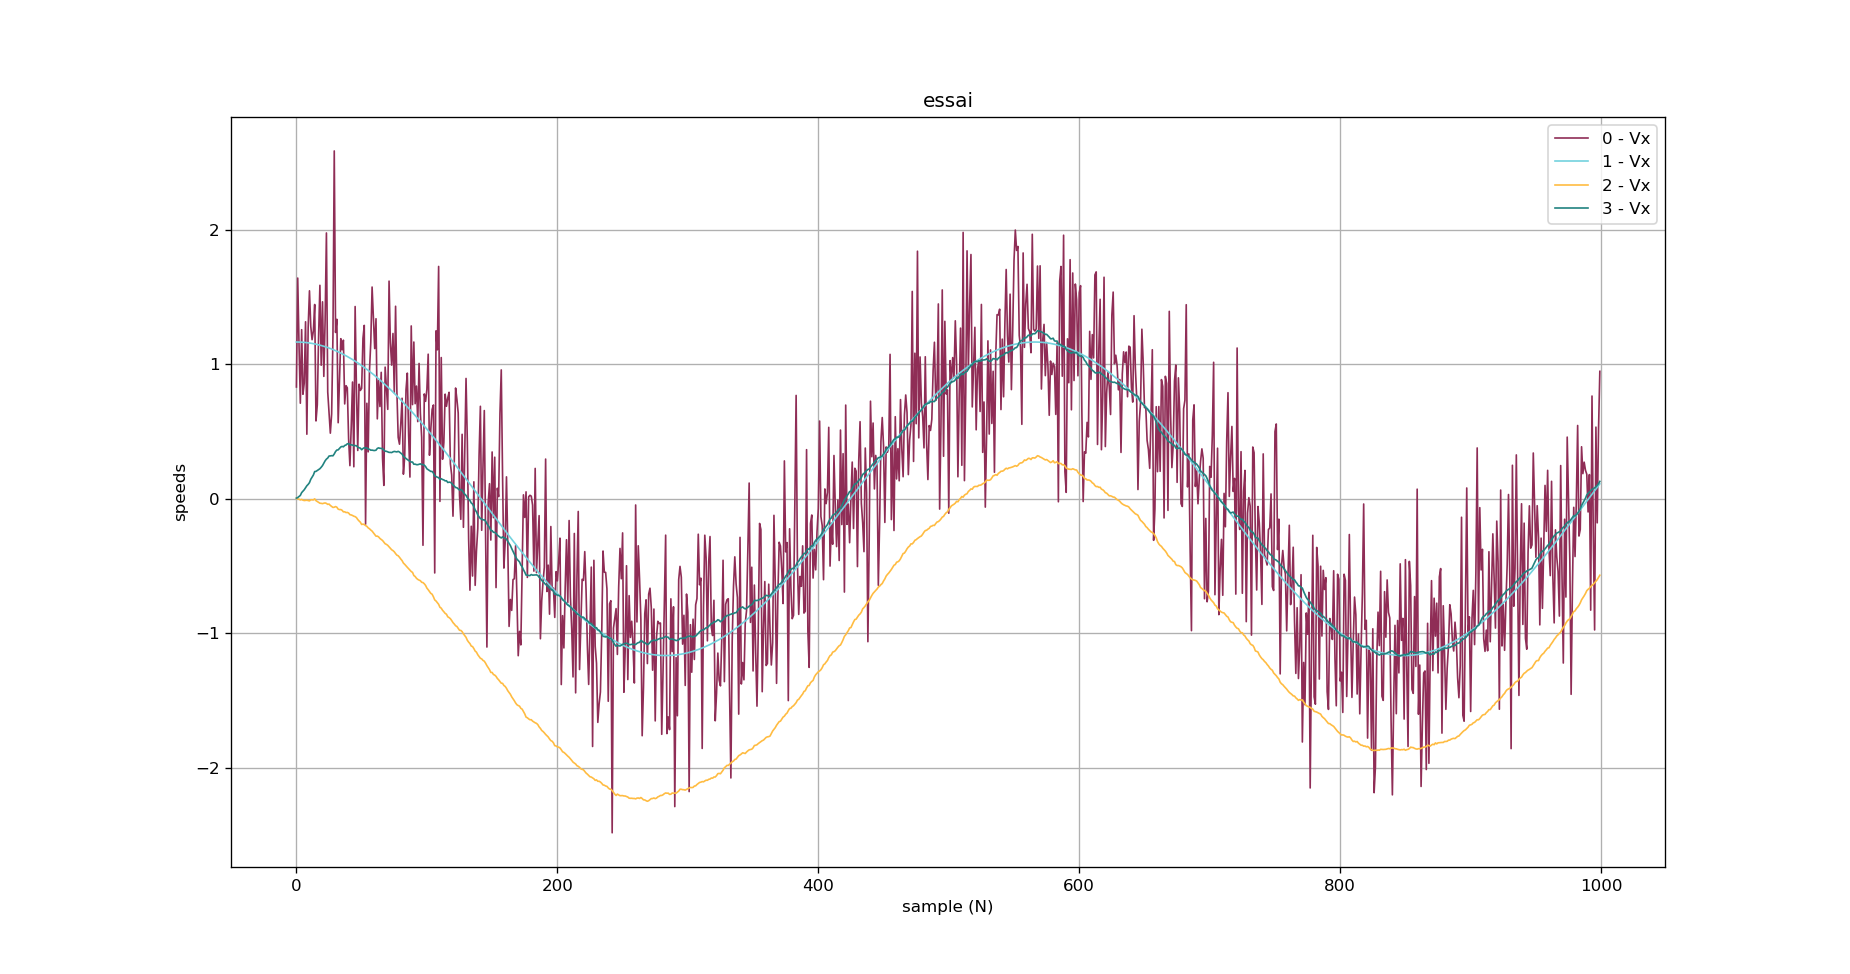 essai
0 - Vx
1 - Vx
2 - Vx
3 - Vx
speeds
2
1
0
−1
−2
0 200 400 600 800 1000
sample (N)